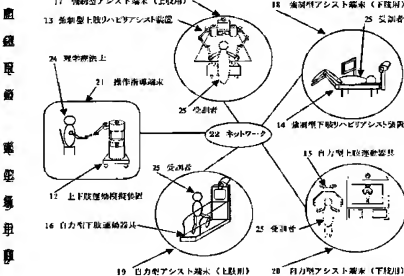 17 強制型アシスト端末（上肢用）
18 強制型アシスト端末（下肢用）
13 強制型上肢リハビリアシスト装置
25 受訓者
24 理学療法士
21 操作指導端末
25 受訓者
14 強制型下肢リハビリアシスト装置
22 ネットワーク
25 受訓者
15 自力型上肢運動器具
12 上下肢運動模擬装置
16 自力型下肢運動器具
25 受訓者
19 自力型アシスト端末（上肢用）
20 自力型アシスト端末（下肢用）